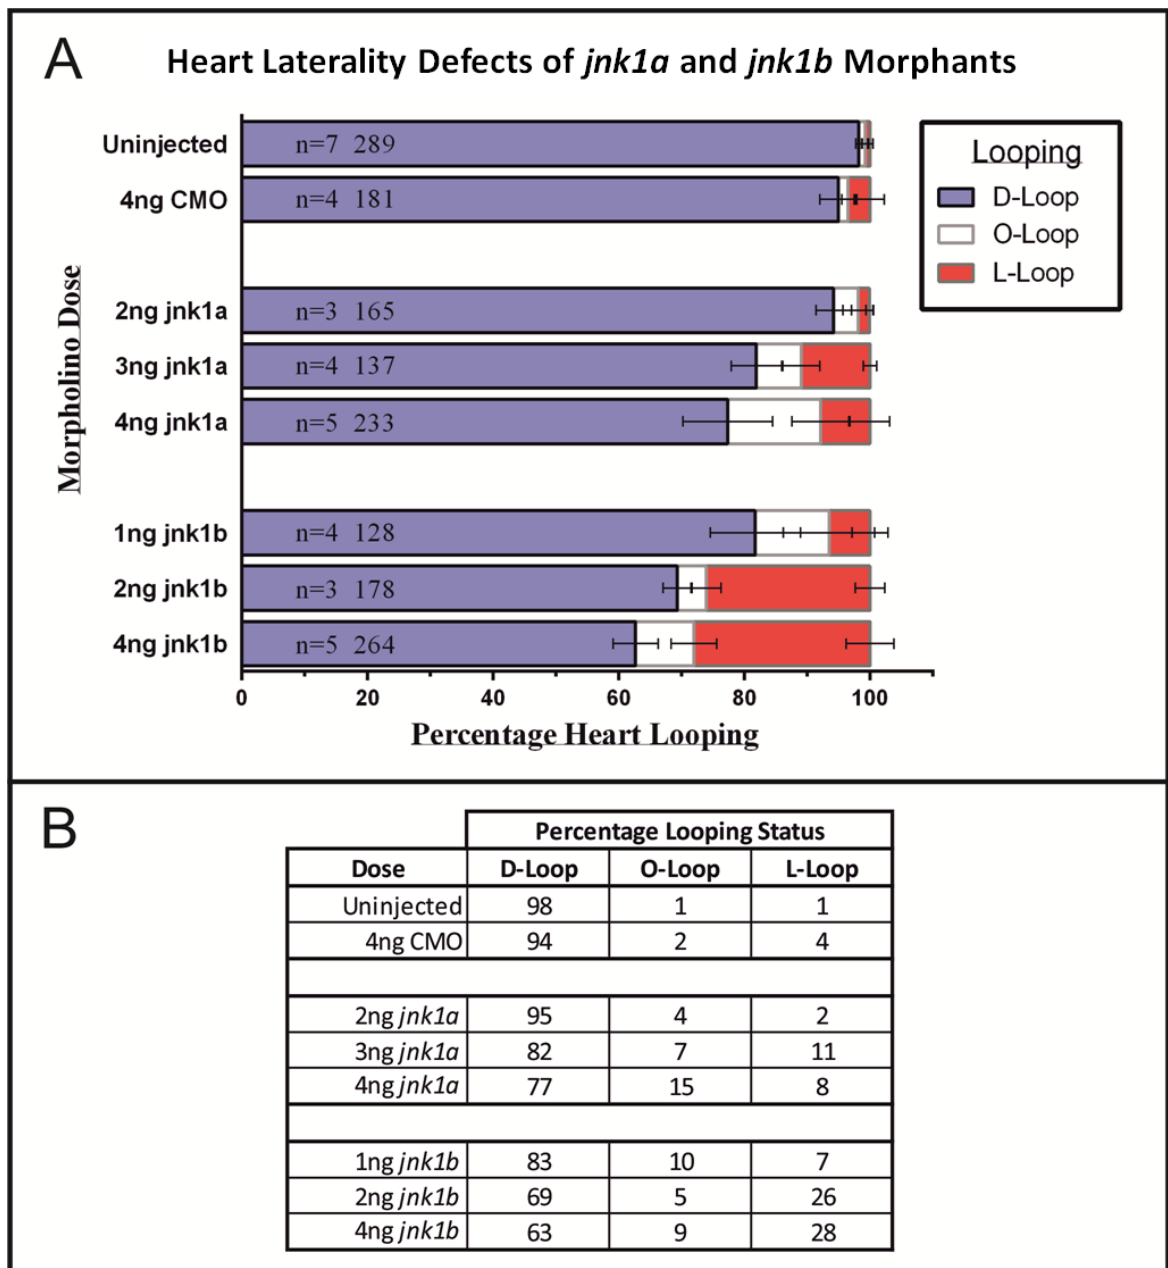 A
Heart Laterality Defects of jnk1a and jnk1b Morphants
Morpholino Dose
Uninjected n=7 289
4ng CMO n=4 181
2ng jnk1a n=3 165
3ng jnk1a n=4 137
4ng jnk1a n=5 233
1ng jnk1b n=4 128
2ng jnk1b n=3 178
4ng jnk1b n=5 264
0 20 40 60 80 100
Percentage Heart Looping
Looping
D-Loop
O-Loop
L-Loop
B
Percentage Looping Status
Dose D-Loop O-Loop L-Loop
Uninjected 98 1 1
4ng CMO 94 2 4
2ng jnk1a 95 4 2
3ng jnk1a 82 7 11
4ng jnk1a 77 15 8
1ng jnk1b 83 10 7
2ng jnk1b 69 5 26
4ng jnk1b 63 9 28